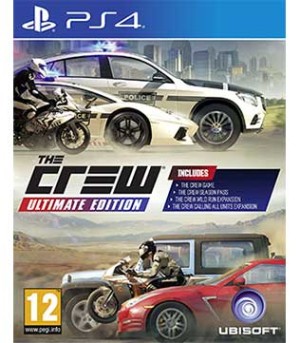 PS4
POLICE
THE
CREW
ULTIMATE EDITION
INCLUDES
• THE CREW GAME
• THE CREW SEASON PASS
• THE CREW WILD RUN EXPANSION
• THE CREW CALLING ALL UNITS EXPANSION
12
www.pegi.info
UBISOFT